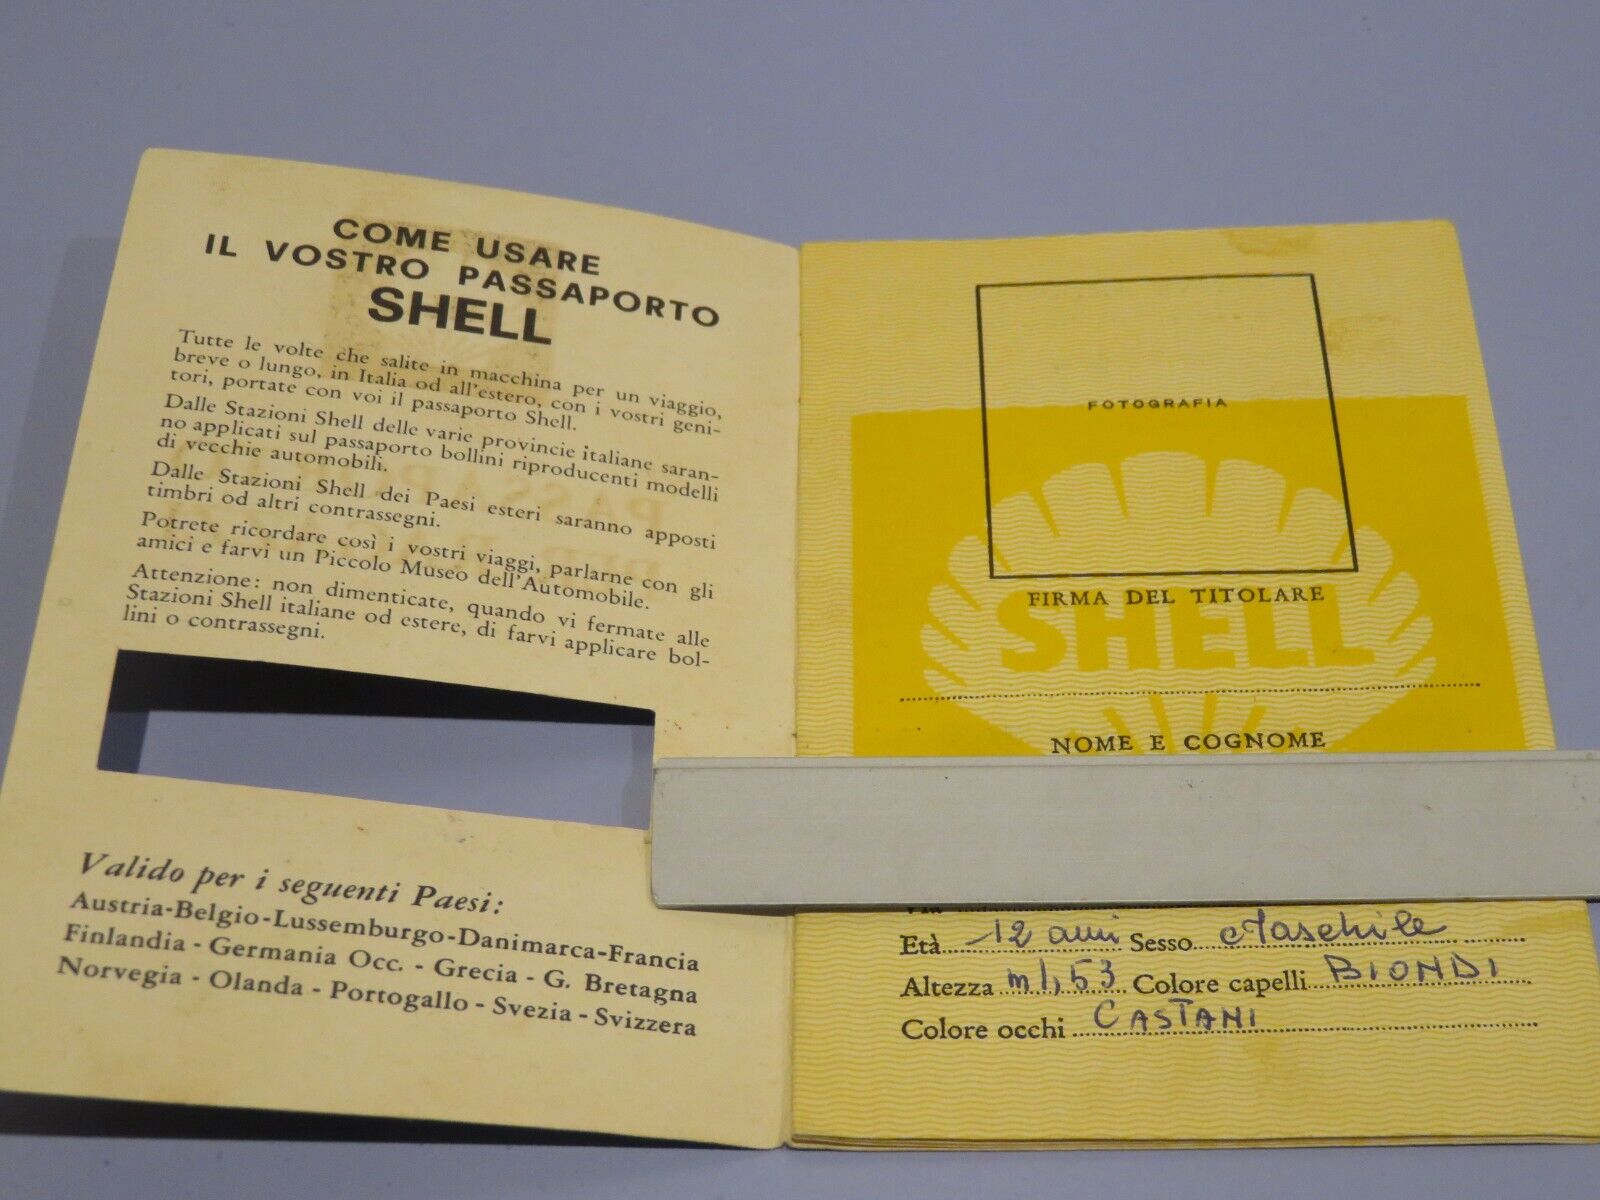 COME USARE
IL VOSTRO PASSAPORTO
SHELL
Tutte le volte che salite in macchina per un viaggio,
breve o lungo, in Italia od all'estero, con i vostri geni-
tori, portate con voi il passaporto Shell.
Dalle Stazioni Shell delle varie provincie italiane saran-
no applicati sul passaporto bollini riproducenti modelli
di vecchie automobili.
Dalle Stazioni Shell dei Paesi esteri saranno apposti
timbri od altri contrassegni.
Potrete ricordare così i vostri viaggi, parlarne con gli
amici e farvi un Piccolo Museo dell'Automobile.
Attenzione: non dimenticate, quando vi fermate alle
Stazioni Shell italiane od estere, di farvi applicare bol-
lini o contrassegni.
Valido per i seguenti Paesi:
Austria-Belgio-Lussemburgo-Danimarca-Francia
Finlandia - Germania Occ. - Grecia - G. Bretagna
Norvegia - Olanda - Portogallo - Svezia - Svizzera
FOTOGRAFIA
FIRMA DEL TITOLARE
SHELL
NOME E COGNOME
Età 12 anni Sesso Maschile
Altezza m 1,53 Colore capelli BIONDI
Colore occhi CASTANI